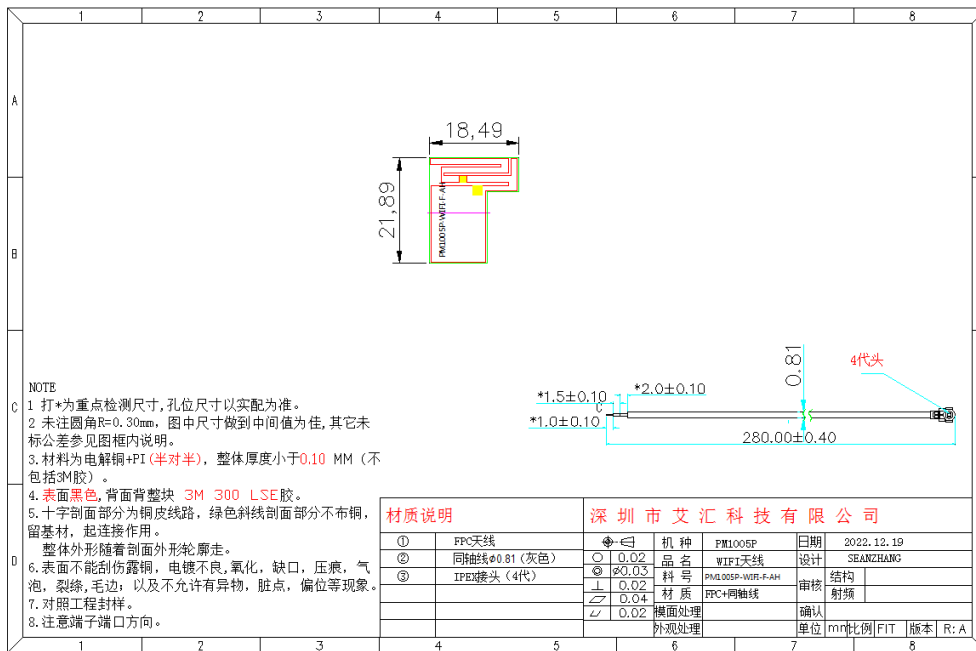 1 2 3 4 5 6 7 8
A
B
C
D
18,49
21,89
PM1005P-WIFI-F-AH
0.81
4代头
*1.5±0.10
*2.0±0.10
C
*1.0±0.10
280.00±0.40
NOTE
1 打*为重点检测尺寸,孔位尺寸以实配为准。
2 未注圆角R=0.30mm, 图中尺寸做到中间值为佳,其它未
标公差参见图框内说明。
3.材料为电解铜+PI(半对半), 整体厚度小于0.10 MM (不
包括3M胶) 。
4.表面黑色,背面背整块 3M 300 LSE胶。
5.十字剖面部分为铜皮线路, 绿色斜线剖面部分不布铜,
留基材, 起连接作用。
整体外形随着剖面外形轮廓走。
6.表面不能刮伤露铜, 电镀不良,氧化, 缺口, 压痕, 气
泡, 裂绦,毛边; 以及不允许有异物, 脏点, 偏位等现象。
7.对照工程封样。
8.注意端子端口方向。
材质说明
① FPC天线
② 同轴线φ0.81 (灰色)
③ IPEX接头 (4代)
深圳市艾汇科技有限公司
机 种 PM1005P 日期 2022.12.19
0.02 品 名 WIFI天线 设计 SEANZHANG
φ0.03 料 号 PM1005P-WIFI-F-AH 审核 结构
0.02 材 质 FPC+同轴线 射频
0.04
0.02 模面处理 确认
外观处理 单位 mm 比例 FIT 版本 R: A
1 2 3 4 5 6 7 8